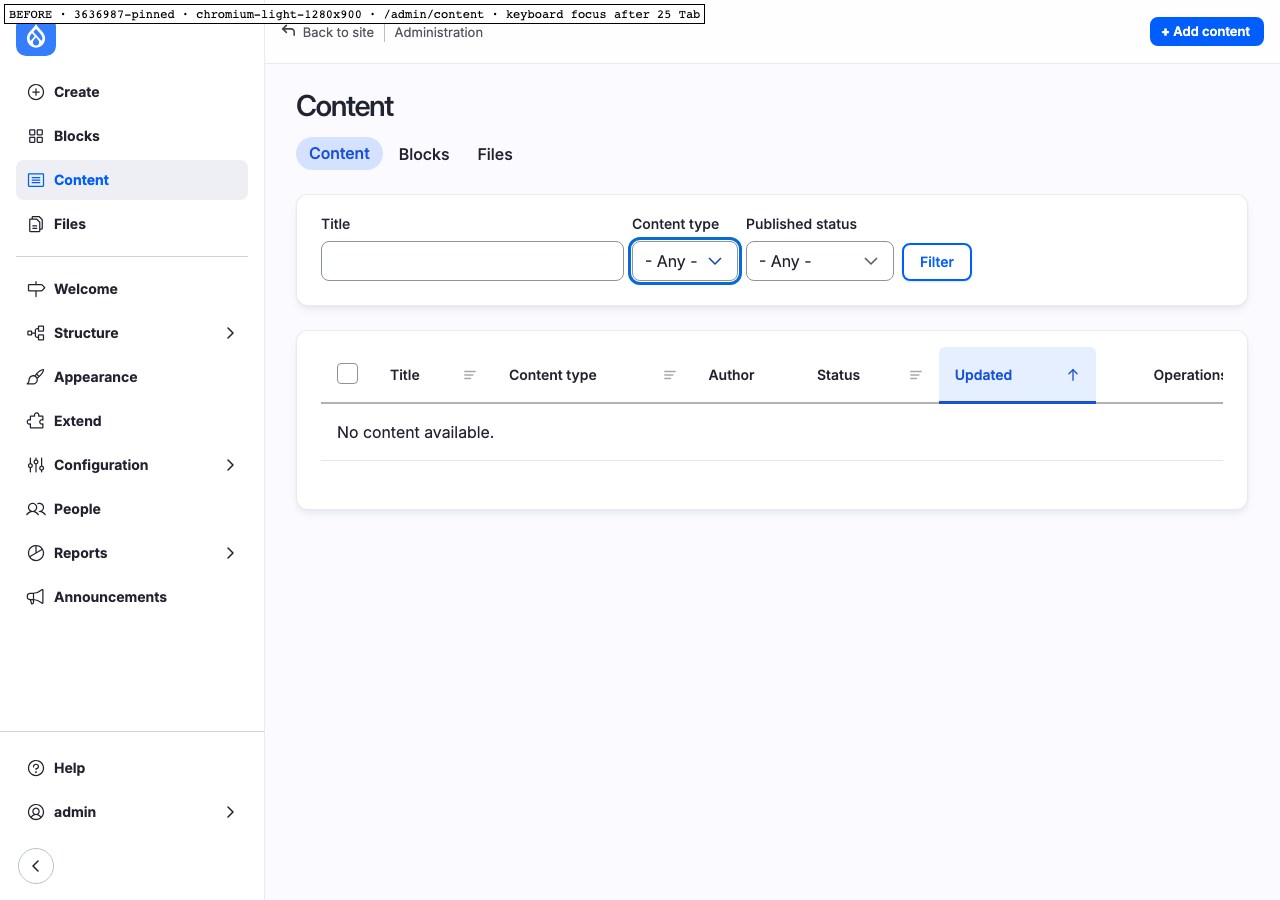 BEFORE • 3636987-pinned • chromium-light-1280x900 • /admin/content • keyboard focus after 25 Tab
Back to site Administration
+ Add content
Create
Blocks
Content
Files
Welcome
Structure
Appearance
Extend
Configuration
People
Reports
Announcements
Help
admin
Content
Content Blocks Files
Title Content type Published status
- Any - - Any - Filter
Title Content type Author Status Updated Operations
No content available.